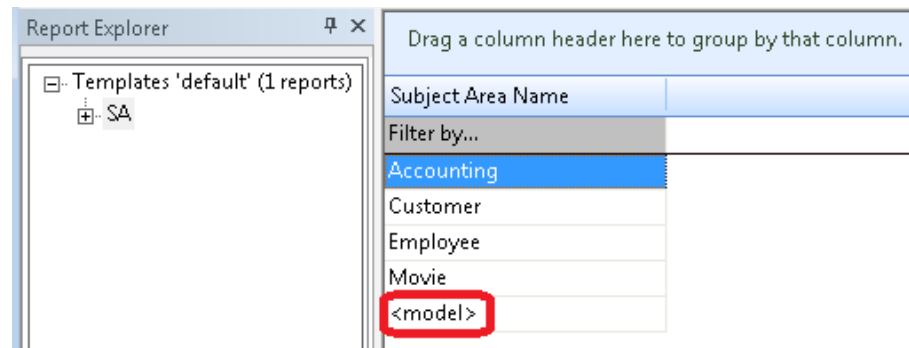 Report Explorer
Templates 'default' (1 reports)
SA
Drag a column header here to group by that column.
Subject Area Name
Filter by...
Accounting
Customer
Employee
Movie
<model>